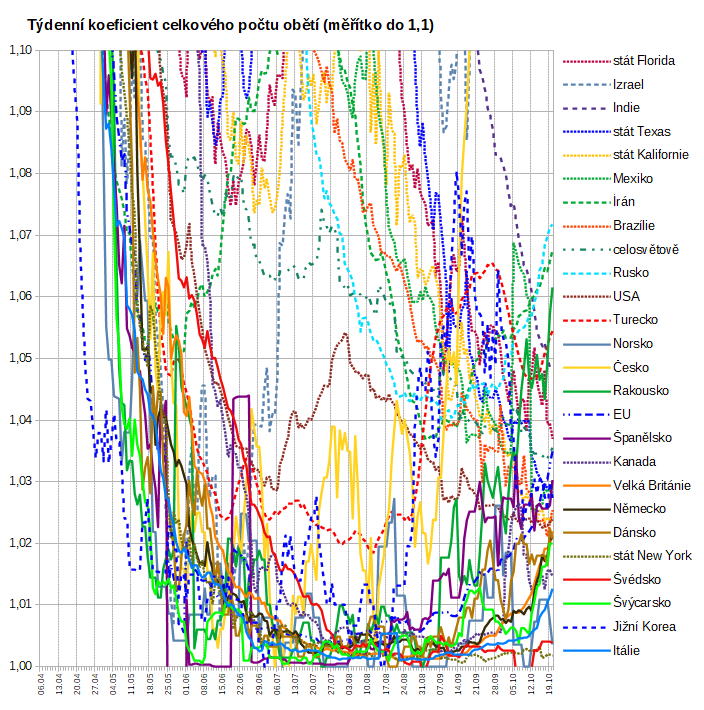 Týdenní koeficient celkového počtu obětí (měřítko do 1,1)
1,10
1,09
1,08
1,07
1,06
1,05
1,04
1,03
1,02
1,01
1,00
06.04
13.04
20.04
27.04
04.05
11.05
18.05
25.05
01.06
08.06
15.06
22.06
29.06
06.07
13.07
20.07
27.07
03.08
10.08
17.08
24.08
31.08
07.09
14.09
21.09
28.09
05.10
12.10
19.10
stát Florida
Izrael
Indie
stát Texas
stát Kalifornie
Mexiko
Írán
Brazílie
celosvětově
Rusko
USA
Turecko
Norsko
Česko
Rakousko
EU
Španělsko
Kanada
Velká Británie
Německo
Dánsko
stát New York
Švédsko
Švýcarsko
Jižní Korea
Itálie